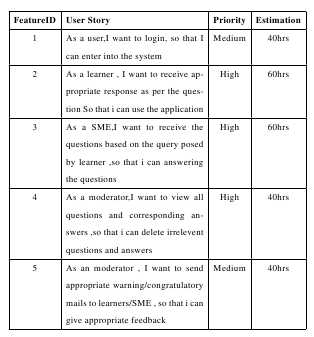 FeatureID User Story Priority Estimation
1 As a user,I want to login, so that I Medium 40hrs
can enter into the system
2 As a learner , I want to receive ap- High 60hrs
propriate response as per the ques-
tion So that i can use the application
3 As a SME,I want to receive the High 60hrs
questions based on the query posed
by learner ,so that i can answering
the questions
4 As a moderator,I want to view all High 40hrs
questions and corresponding an-
swers ,so that i can delete irrelevent
questions and answers
5 As an moderator , I want to send Medium 40hrs
appropriate warning/congratulatory
mails to learners/SME , so that i can
give appropriate feedback